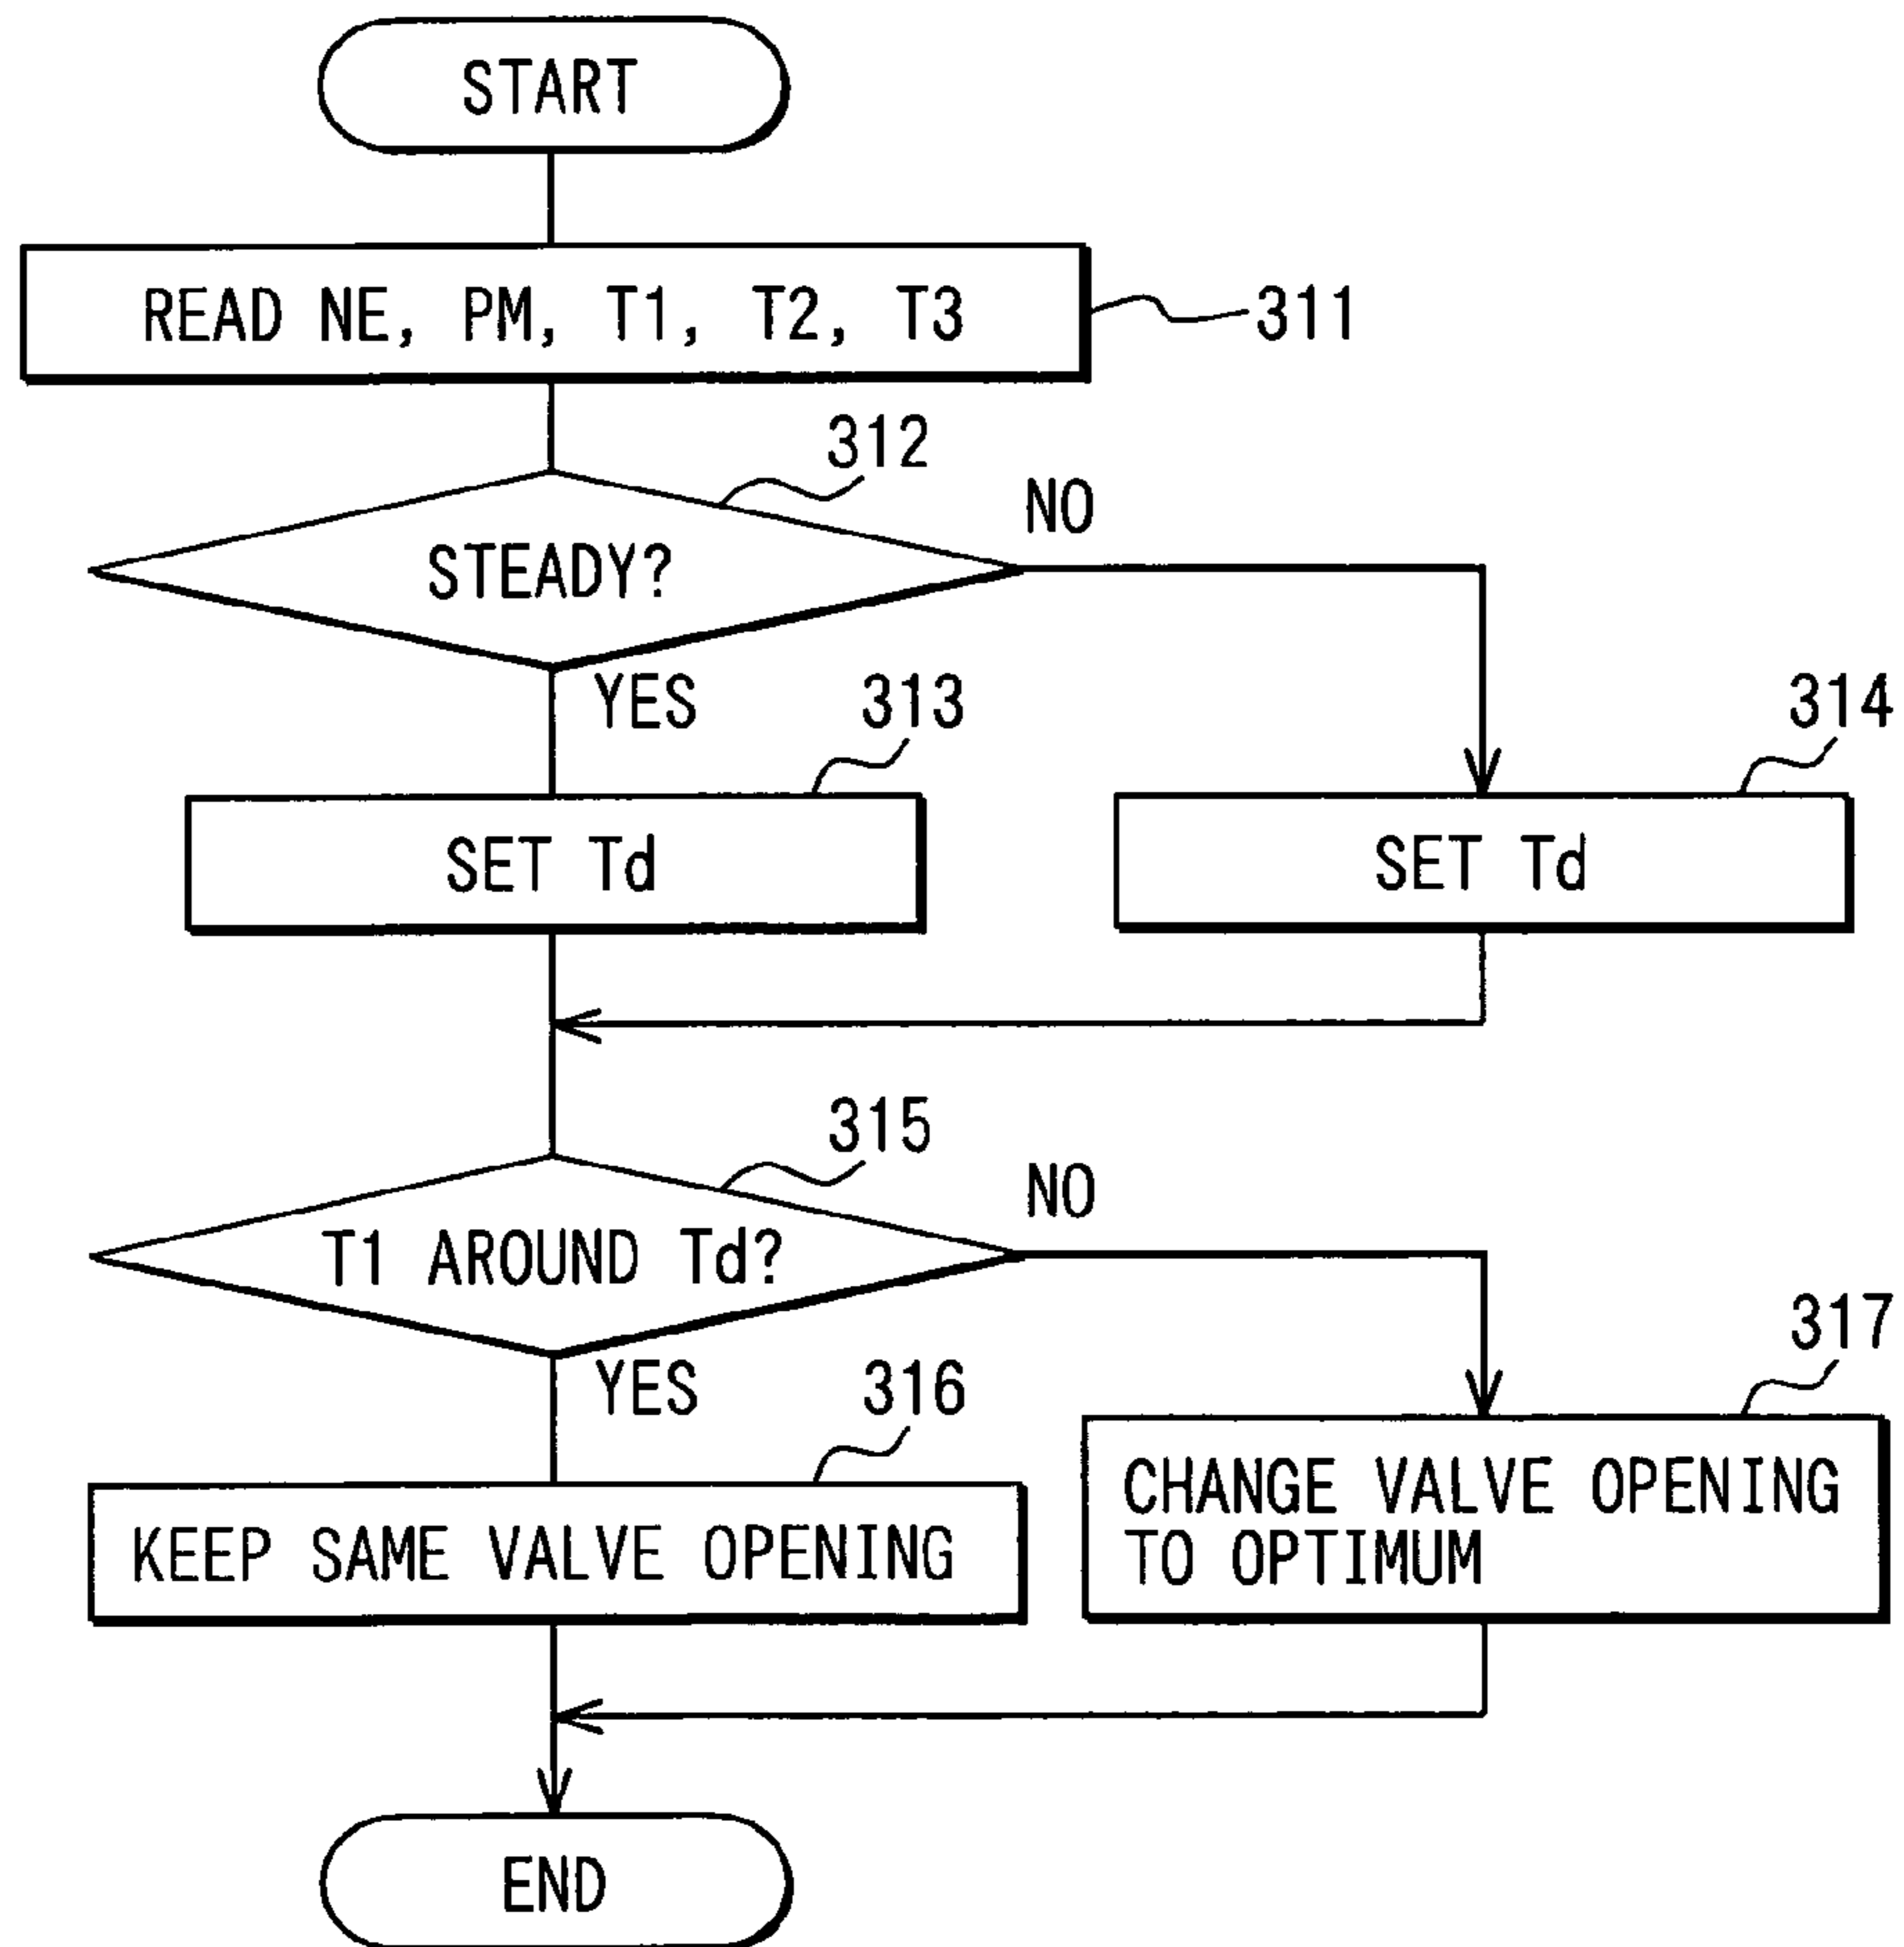 START
READ NE, PM, T1, T2, T3
311
312
STEADY?
NO
YES
313
314
SET Td
SET Td
315
T1 AROUND Td?
NO
YES
316
317
KEEP SAME VALVE OPENING
CHANGE VALVE OPENING
TO OPTIMUM
END